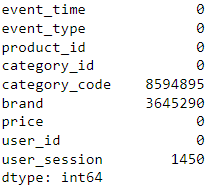 event_time 0
event_type 0
product_id 0
category_id 0
category_code 8594895
brand 3645290
price 0
user_id 0
user_session 1450
dtype: int64